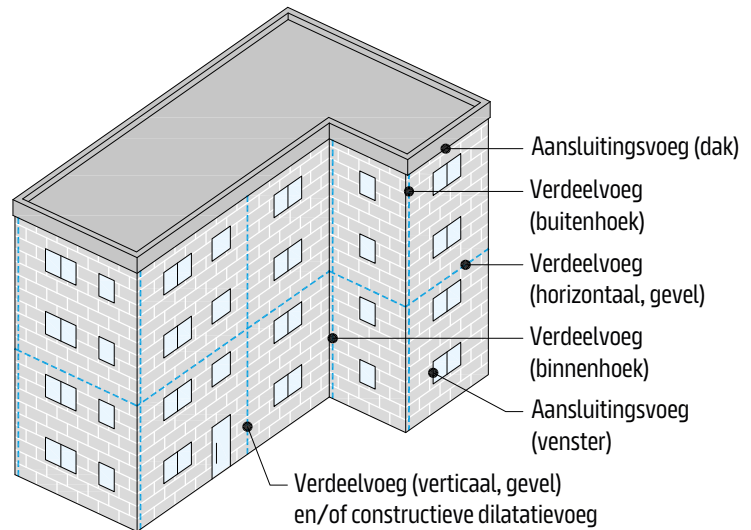 Aansluitingsvoeg (dak)
Verdeelvoeg
(buitenhoek)
Verdeelvoeg
(horizontaal, gevel)
Verdeelvoeg
(binnenhoek)
Aansluitingsvoeg
(venster)
Verdeelvoeg (verticaal, gevel)
en/of constructieve dilatatievoeg